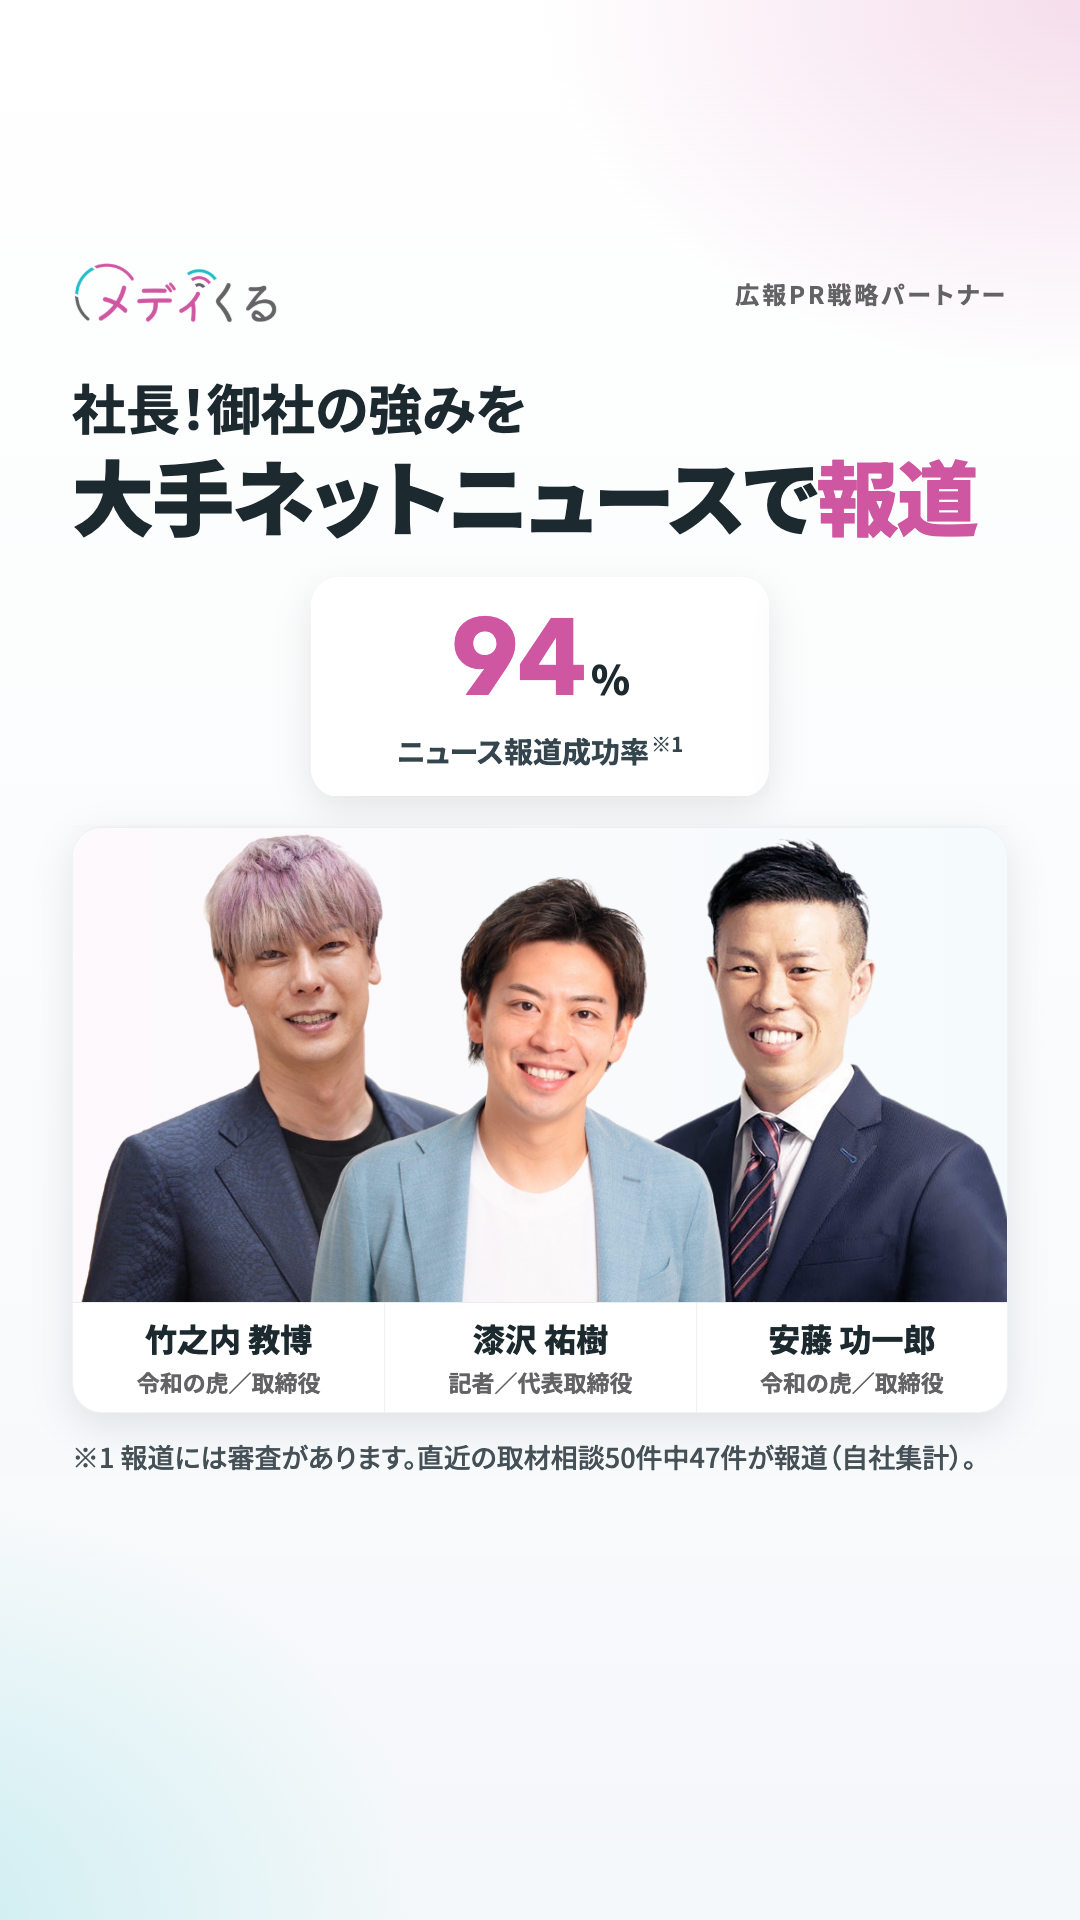 メディくる
広報PR戦略パートナー
社長！御社の強みを
大手ネットニュースで報道
94%
ニュース報道成功率※1
竹之内 教博
令和の虎／取締役
漆沢 祐樹
記者／代表取締役
安藤 功一郎
令和の虎／取締役
※1 報道には審査があります。直近の取材相談50件中47件が報道（自社集計）。